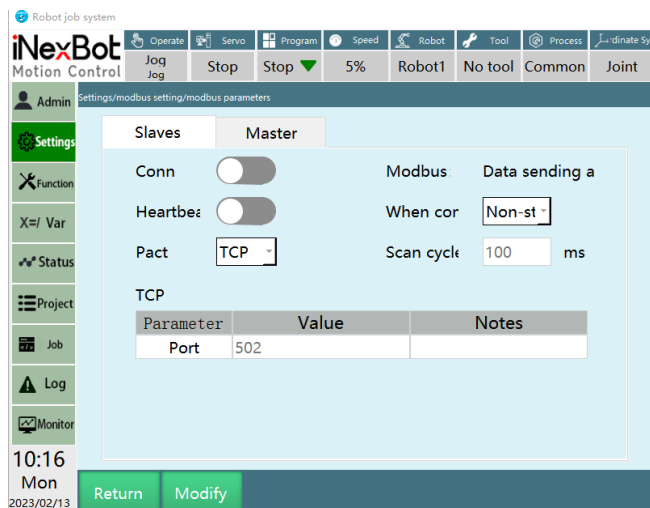 Robot job system
iNexBot
Motion Control
Operate Servo Program Speed Robot Tool Process dinate Sy
Jog
Jog
Stop
Stop
5%
Robot1
No tool
Common
Joint
Admin
Settings/modbus setting/modbus parameters
Settings
Function
X=/ Var
Status
Project
Job
Log
Monitor
Slaves Master
Conn Modbus: Data sending a
Heartbea When cor Non-st
Pact TCP Scan cycle 100 ms
TCP
Parameter Value Notes
Port 502
10:16
Mon
2023/02/13
Return Modify